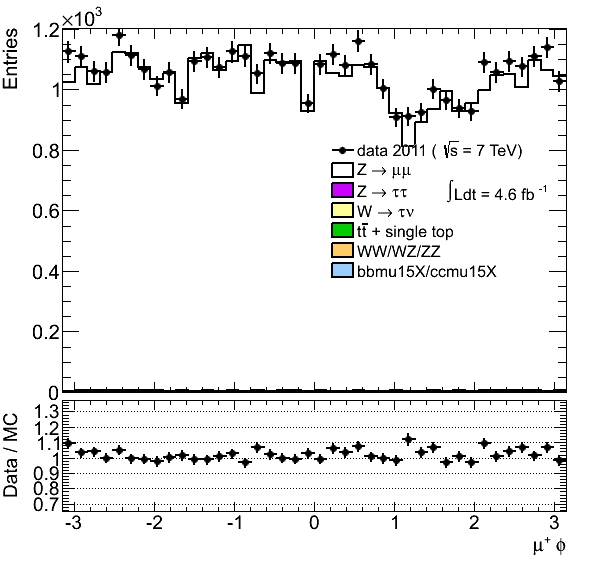 ×10³
Entries
1.2
1
0.8
0.6
0.4
0.2
0
data 2011 ( √s = 7 TeV)
Z → μμ
Z → ττ
∫Ldt = 4.6 fb⁻¹
W → τν
tt̄ + single top
WW/WZ/ZZ
bbmu15X/ccmu15X
Data / MC
1.3
1.2
1.1
1
0.9
0.8
0.7
-3 -2 -1 0 1 2 3
μ⁺ ϕ